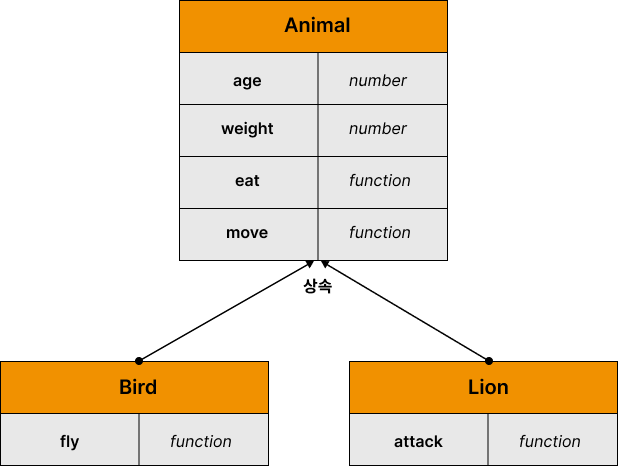 Animal
age number
weight number
eat function
move function
상속
Bird
fly function
Lion
attack function